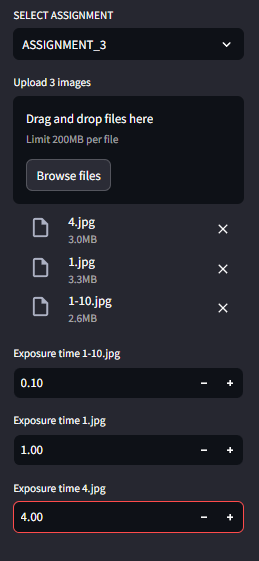 SELECT ASSIGNMENT
ASSIGNMENT_3
Upload 3 images
Drag and drop files here
Limit 200MB per file
Browse files
4.jpg
3.0MB
1.jpg
3.3MB
1-10.jpg
2.6MB
Exposure time 1-10.jpg
0.10
Exposure time 1.jpg
1.00
Exposure time 4.jpg
4.00